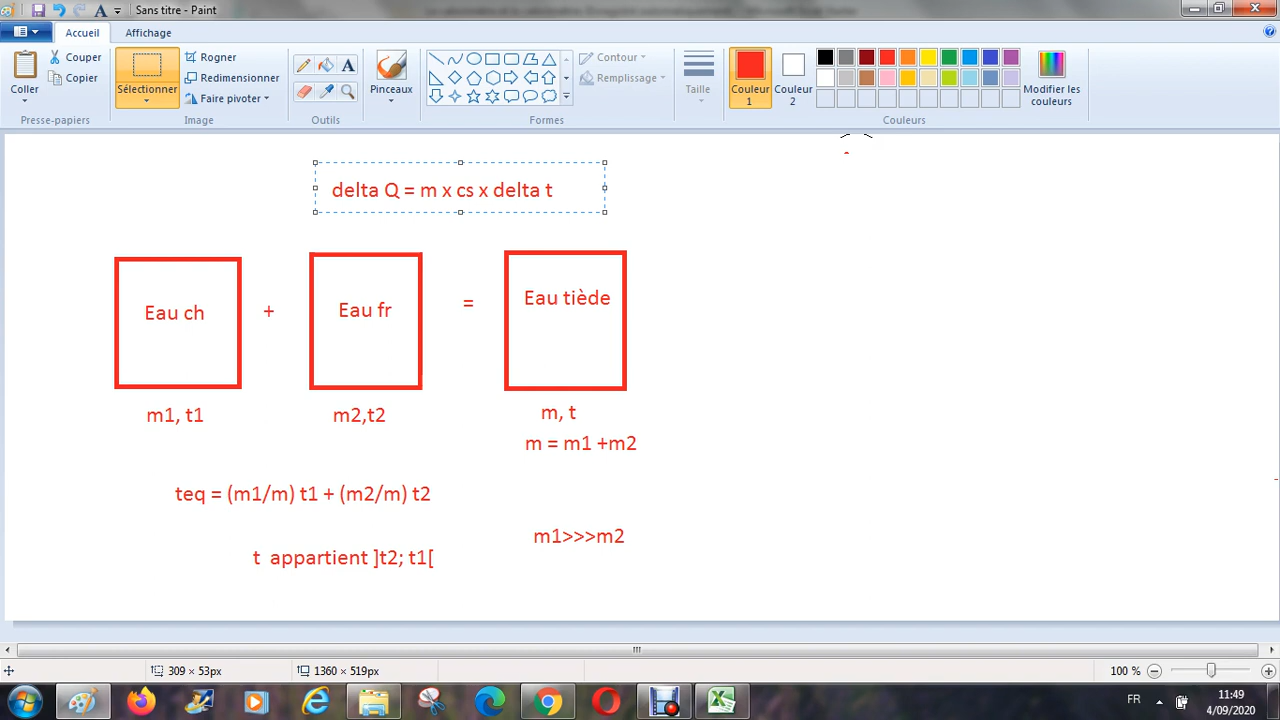 Sans titre - Paint
Accueil
Affichage
Coller
Couper
Copier
Presse-papiers
Sélectionner
Rogner
Redimensionner
Faire pivoter
Image
A
Outils
Pinceaux
Contour
Remplissage
Formes
Taille
Couleur 1
Couleur 2
Modifier les couleurs
Couleurs
delta Q = m x cs x delta t
Eau ch
+
Eau fr
=
Eau tiède
m1, t1
m2,t2
m, t
m = m1 +m2
teq = (m1/m) t1 + (m2/m) t2
m1>>>m2
t appartient ]t2; t1[
309 × 53px
1360 × 519px
100 %
FR
11:49
4/09/2020